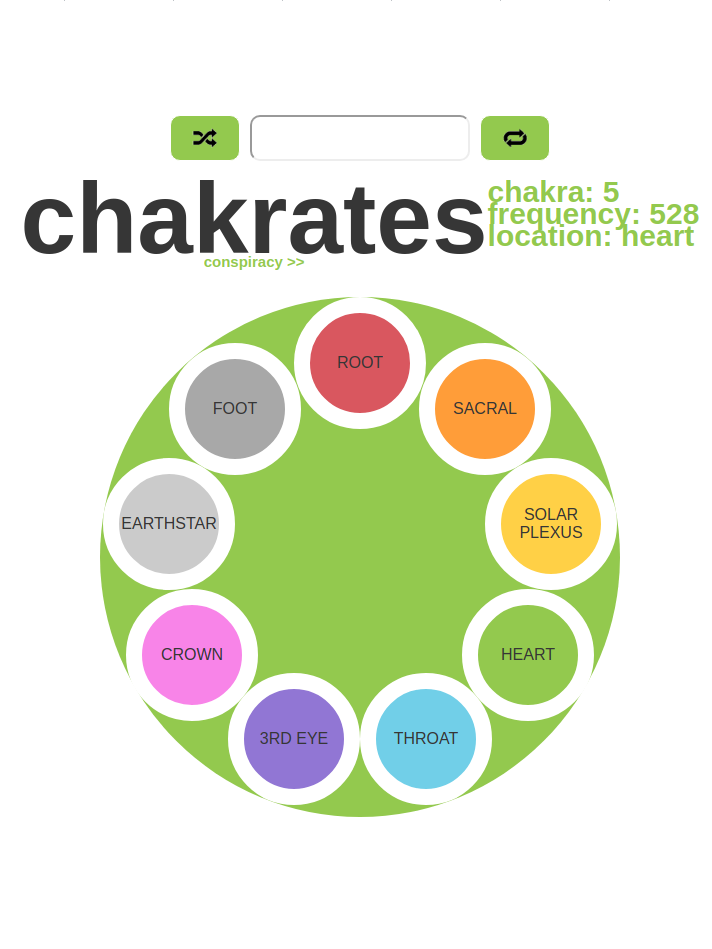 chakrates
chakra: 5
frequency: 528
location: heart
conspiracy >>
ROOT
FOOT
SACRAL
EARTHSTAR
SOLAR
PLEXUS
CROWN
HEART
3RD EYE
THROAT